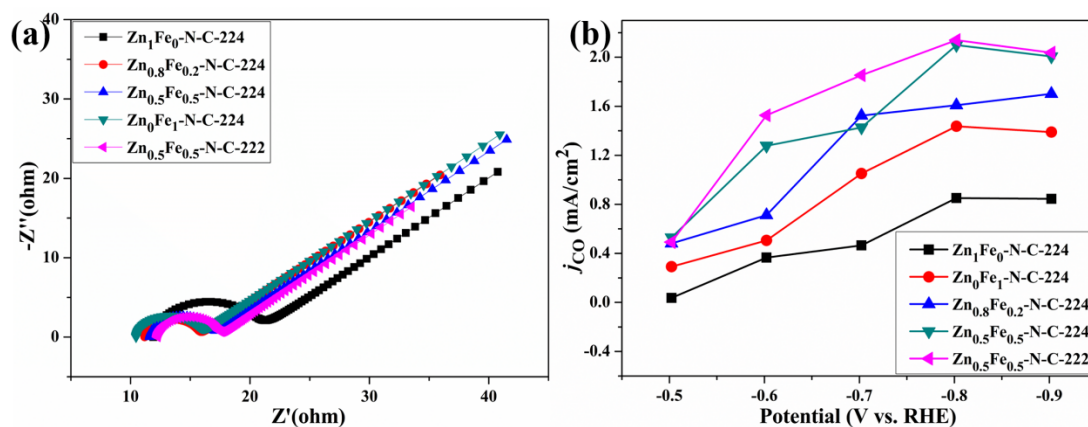 (a)
40
30
20
10
0
-Z''(ohm)
Zn1Fe0-N-C-224
Zn0.8Fe0.2-N-C-224
Zn0.5Fe0.5-N-C-224
Zn0Fe1-N-C-224
Zn0.5Fe0.5-N-C-222
10 20 30 40
Z'(ohm)
(b)
2.0
1.6
1.2
0.8
0.4
0.0
-0.4
jCO (mA/cm²)
Zn1Fe0-N-C-224
Zn0Fe1-N-C-224
Zn0.8Fe0.2-N-C-224
Zn0.5Fe0.5-N-C-224
Zn0.5Fe0.5-N-C-222
-0.5 -0.6 -0.7 -0.8 -0.9
Potential (V vs. RHE)